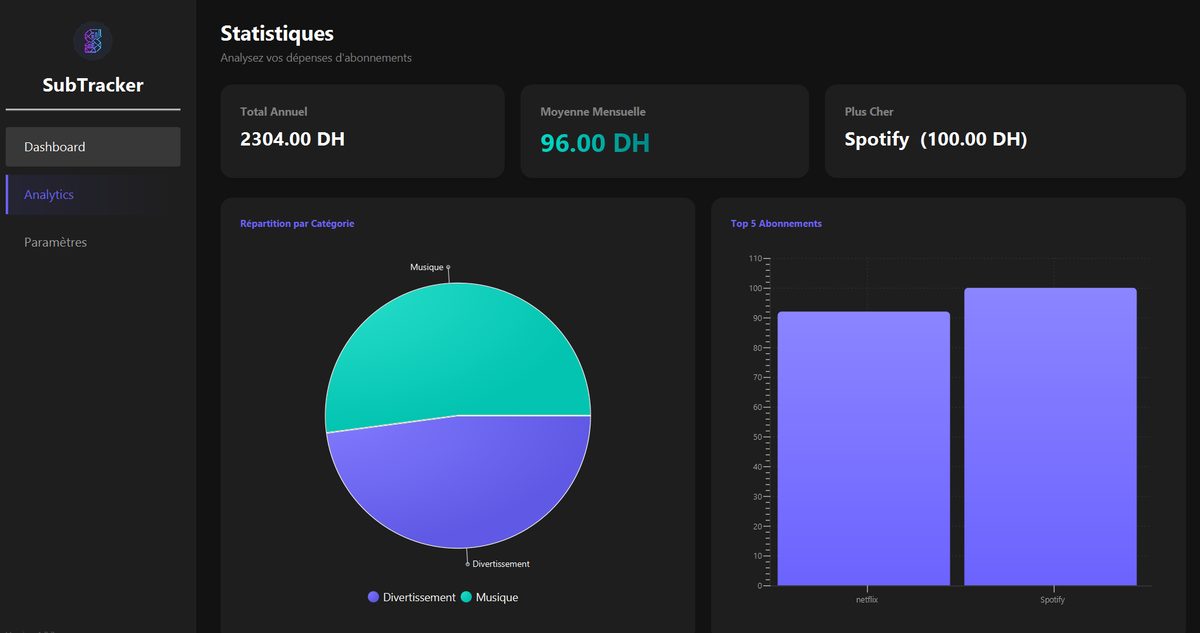 SubTracker
Dashboard
Analytics
Paramètres
Statistiques
Analysez vos dépenses d'abonnements
Total Annuel
2304.00 DH
Moyenne Mensuelle
96.00 DH
Plus Cher
Spotify (100.00 DH)
Répartition par Catégorie
Musique
Divertissement
Divertissement Musique
Top 5 Abonnements
110
100
90
80
70
60
50
40
30
20
10
0
netflix Spotify